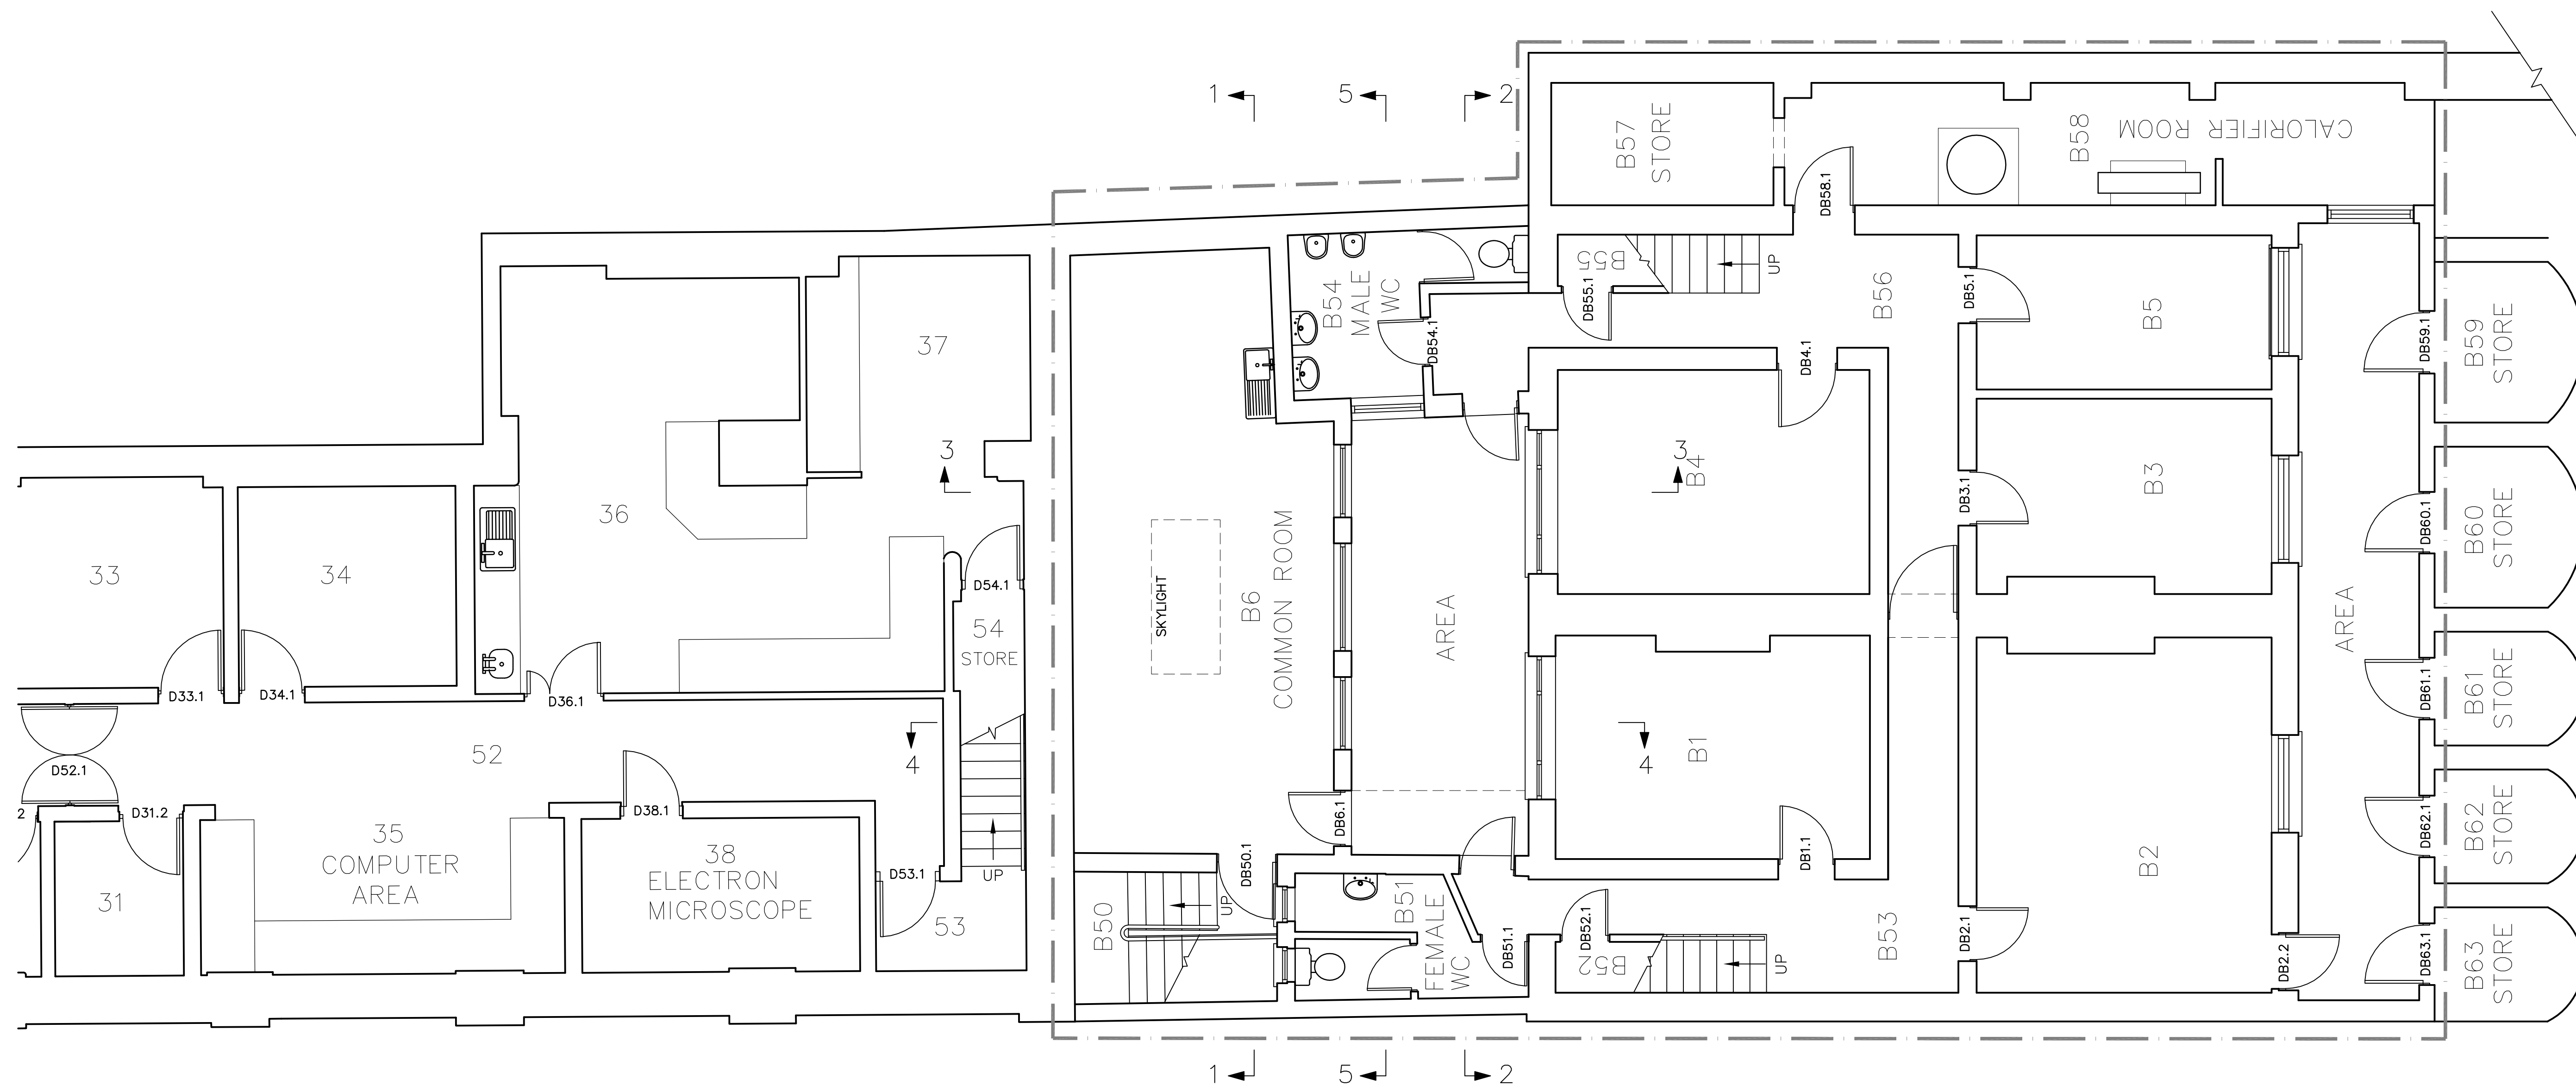 1
5
2
B57
STORE
B58
CALORIFIER ROOM
DB58.1
B55
UP
DB55.1
B56
DB5.1
B5
DB59.1
B59
STORE
B54
MALE
WC
DB54.1
DB4.1
37
3
3
B4
DB3.1
B3
DB60.1
B60
STORE
36
33
34
D54.1
54
STORE
SKYLIGHT
B6
COMMON ROOM
AREA
AREA
D33.1
D34.1
D36.1
DB61.1
B61
STORE
52
D52.1
4
4
B1
2
D31.2
D38.1
DB6.1
DB62.1
B62
STORE
35
COMPUTER
AREA
38
ELECTRON
MICROSCOPE
31
D53.1
UP
53
DB50.1
B50
UP
B51
FEMALE
WC
DB51.1
DB52.1
B52
UP
DB1.1
B53
DB2.1
B2
DB2.2
DB63.1
B63
STORE
1
5
2